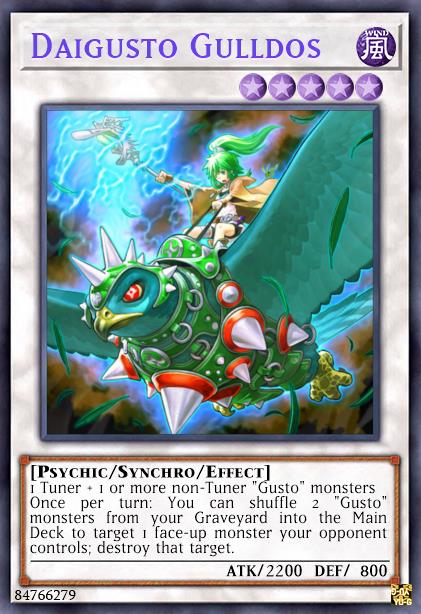 Daigusto Gulldos
WIND
風
[Psychic/Synchro/Effect]
1 Tuner + 1 or more non-Tuner "Gusto" monsters
Once per turn: You can shuffle 2 "Gusto"
monsters from your Graveyard into the Main
Deck to target 1 face-up monster your opponent
controls; destroy that target.
ATK/2200 DEF/ 800
84766279